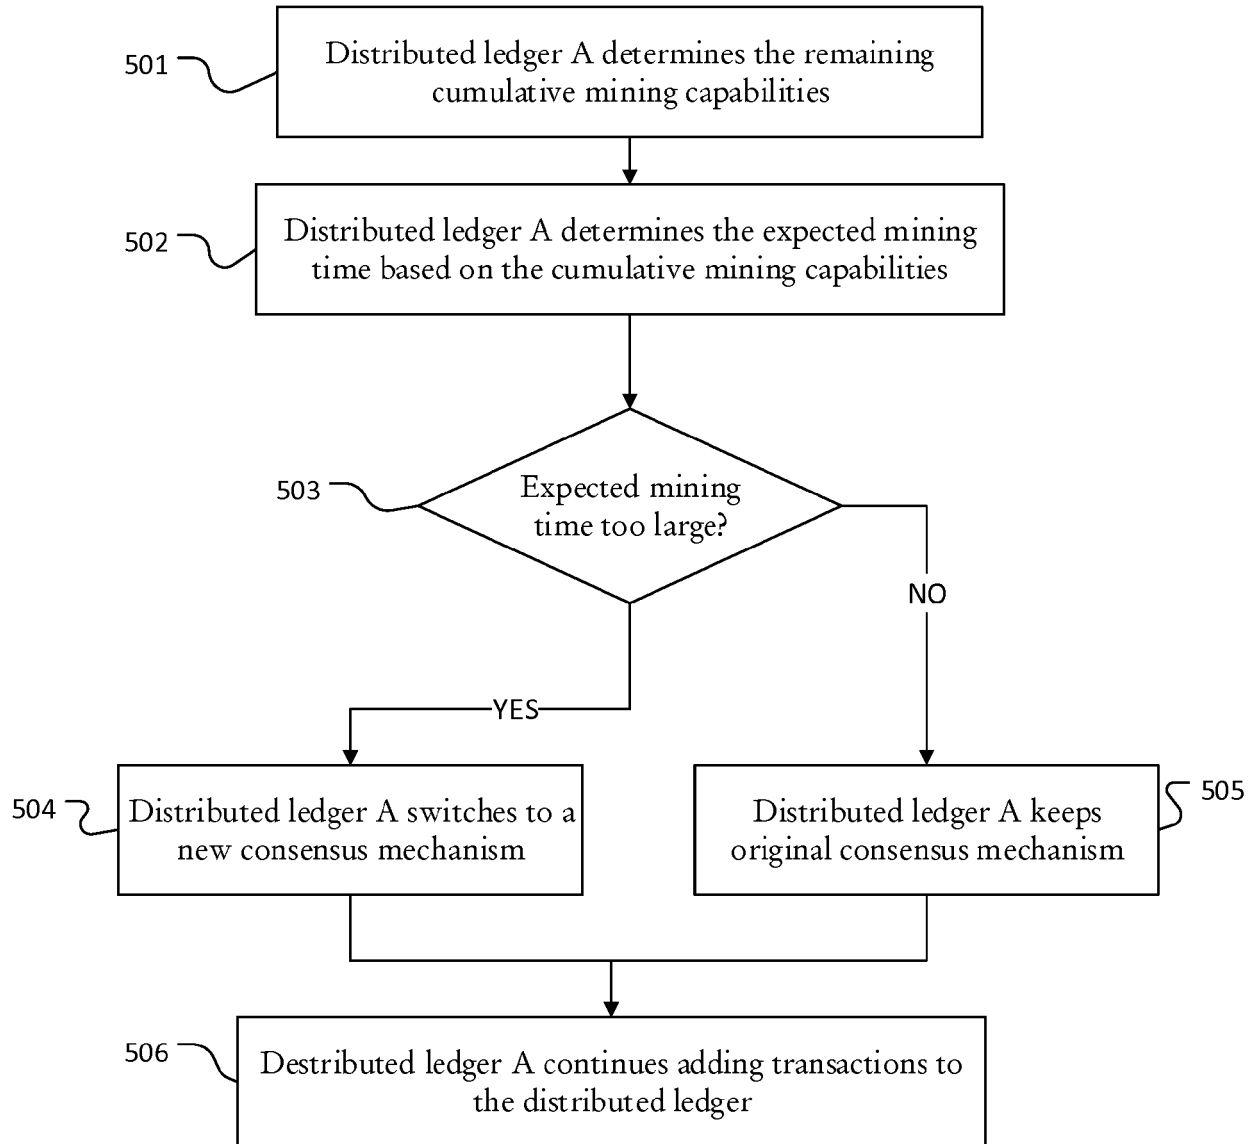 501
Distributed ledger A determines the remaining
cumulative mining capabilities
502
Distributed ledger A determines the expected mining
time based on the cumulative mining capabilities
503
Expected mining
time too large?
NO
YES
504
Distributed ledger A switches to a
new consensus mechanism
Distributed ledger A keeps
original consensus mechanism
505
506
Destributed ledger A continues adding transactions to
the distributed ledger